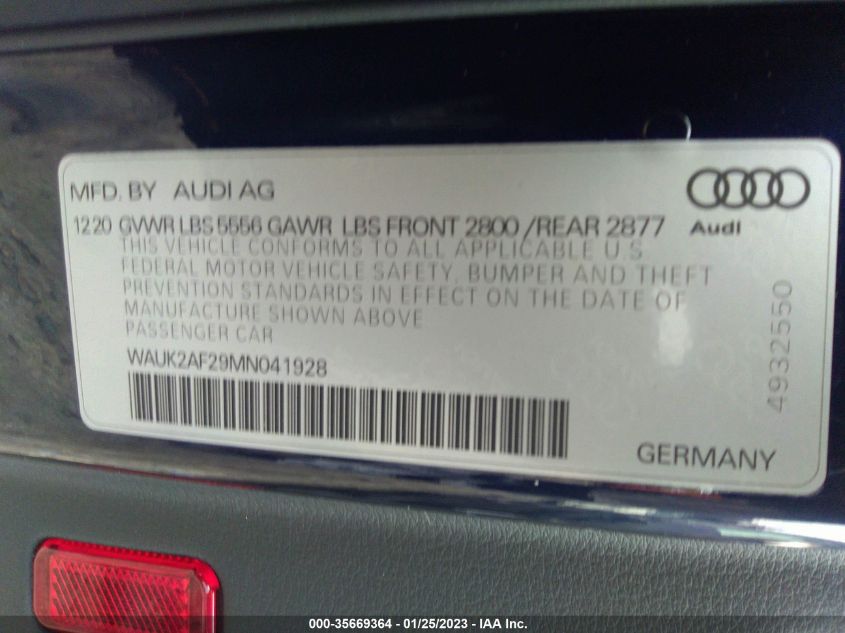 MFD. BY AUDI AG
1220 GVWR LBS 5556 GAWR LBS FRONT 2800 /REAR 2877
Audi
THIS VEHICLE CONFORMS TO ALL APPLICABLE U.S.
FEDERAL MOTOR VEHICLE SAFETY, BUMPER AND THEFT
PREVENTION STANDARDS IN EFFECT ON THE DATE OF
MANUFACTURE SHOWN ABOVE
PASSENGER CAR
WAUK2AF29MN041928
4932550
GERMANY
000-35669364 - 01/25/2023 - IAA Inc.